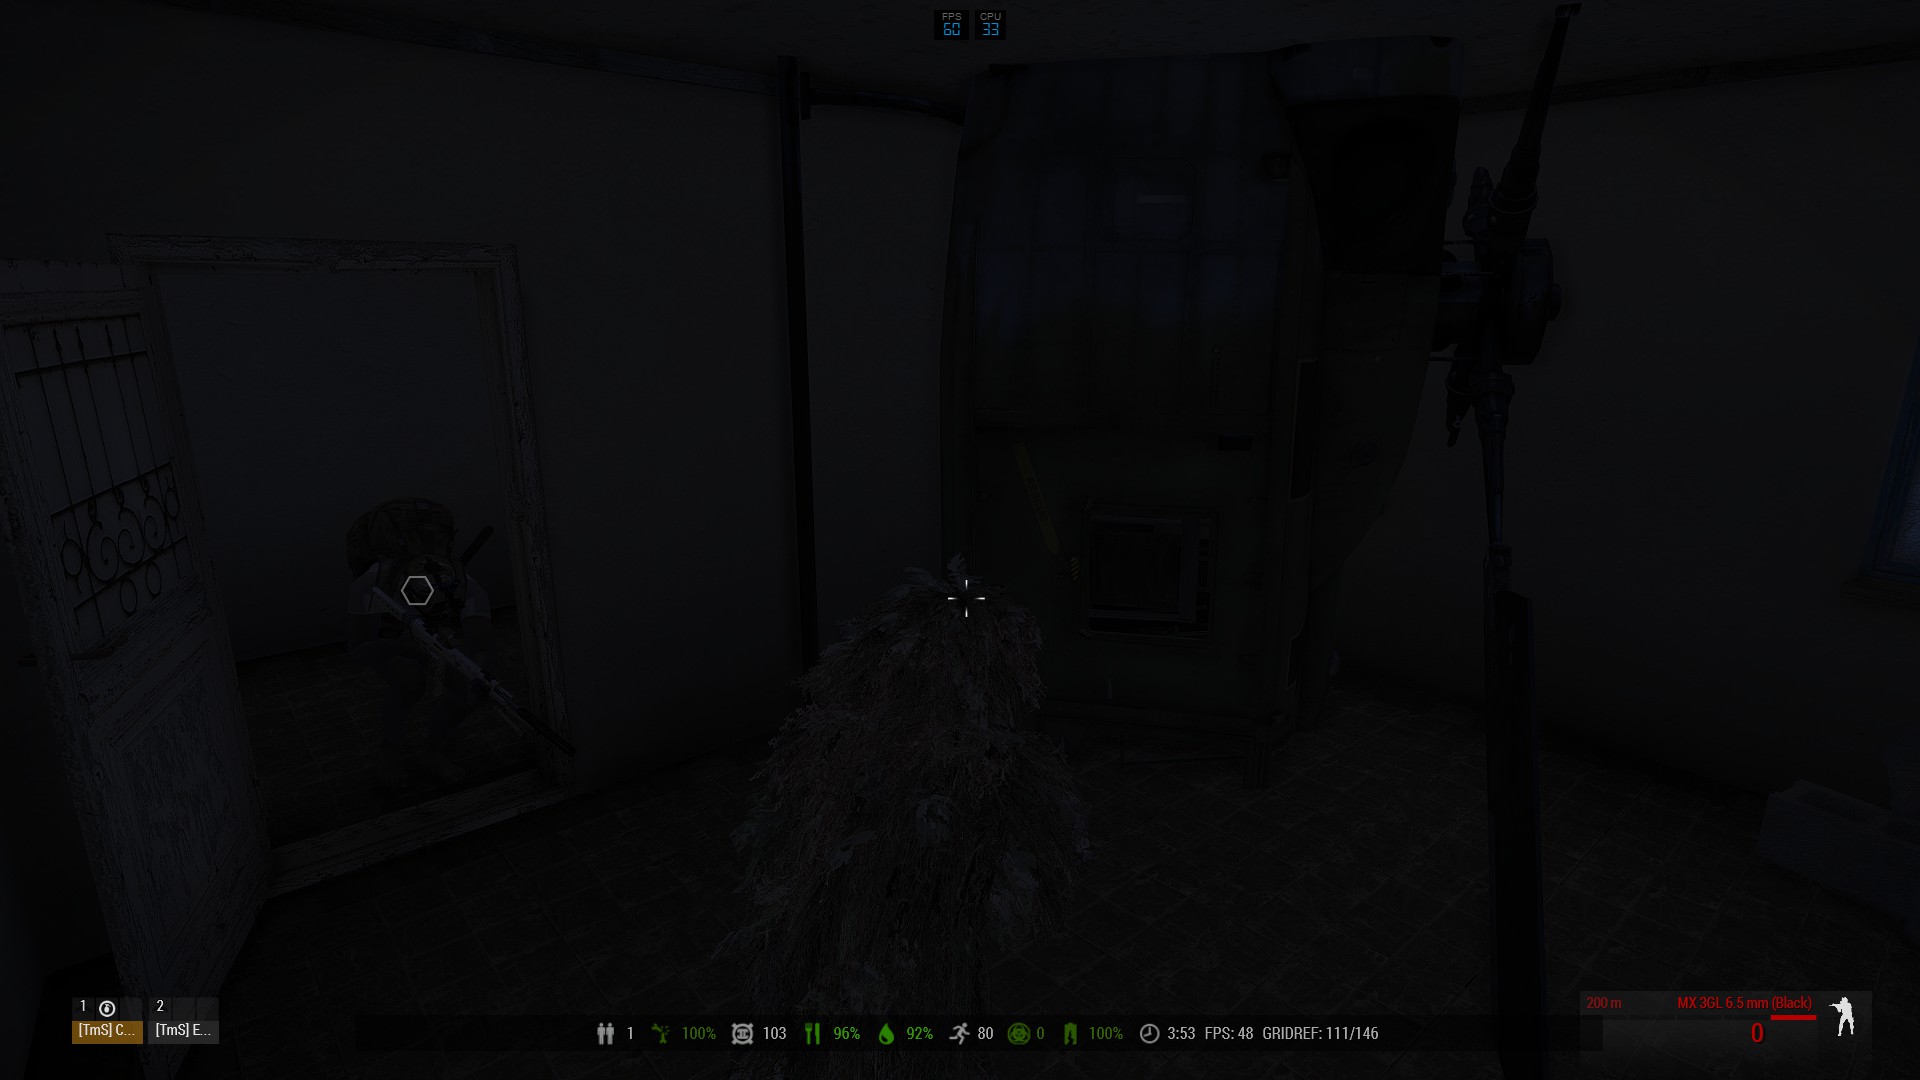 FPS CPU
60 33
1 2
[TmS] C... [TmS] E...
1 100% 103 96% 92% 80 0 100% 3:53 FPS: 48 GRIDREF: 111/146
200 m MX 3GL 6.5 mm (Black)
0